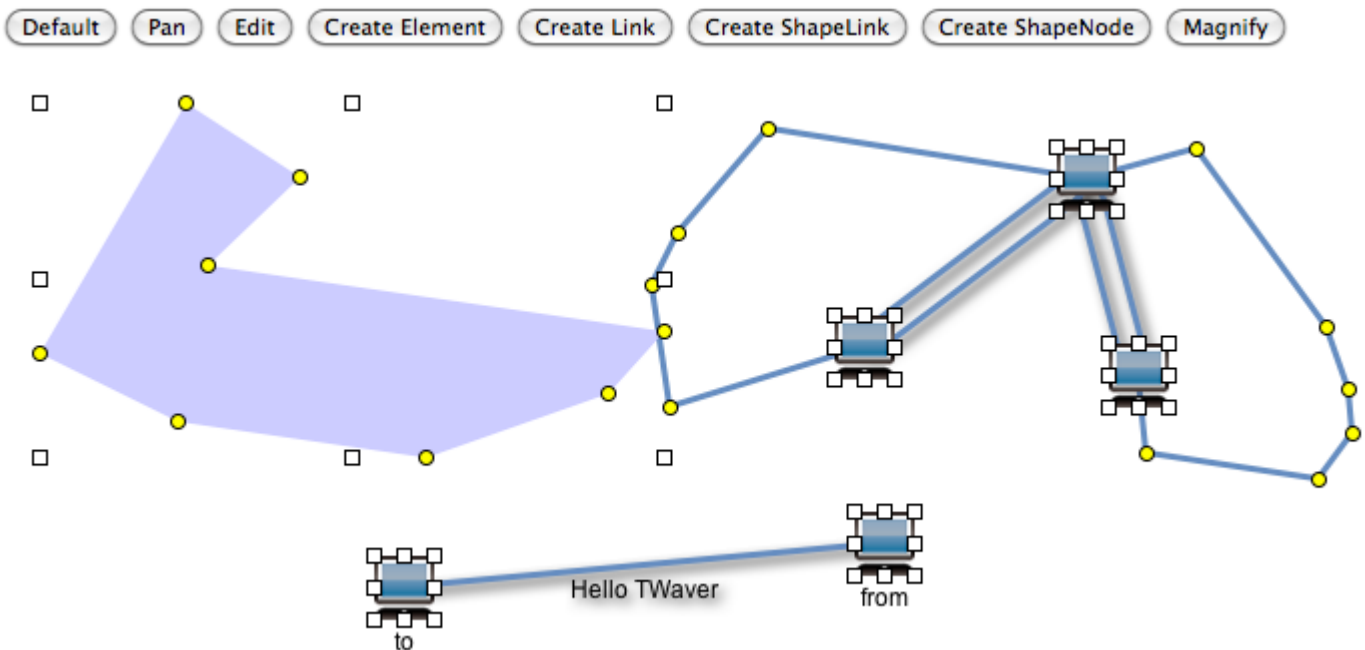 Default Pan Edit Create Element Create Link Create ShapeLink Create ShapeNode Magnify
Hello TWaver
from
to